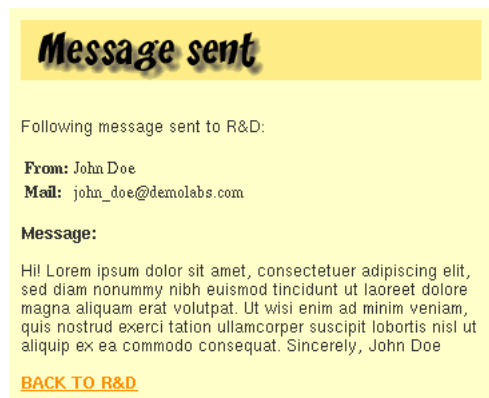 Message sent
Following message sent to R&D:
From: John Doe
Mail: john_doe@demolabs.com
Message:
Hi! Lorem ipsum dolor sit amet, consectetuer adipiscing elit,
sed diam nonummy nibh euismod tincidunt ut laoreet dolore
magna aliquam erat volutpat. Ut wisi enim ad minim veniam,
quis nostrud exerci tation ullamcorper suscipit lobortis nisl ut
aliquip ex ea commodo consequat. Sincerely, John Doe
BACK TO R&D